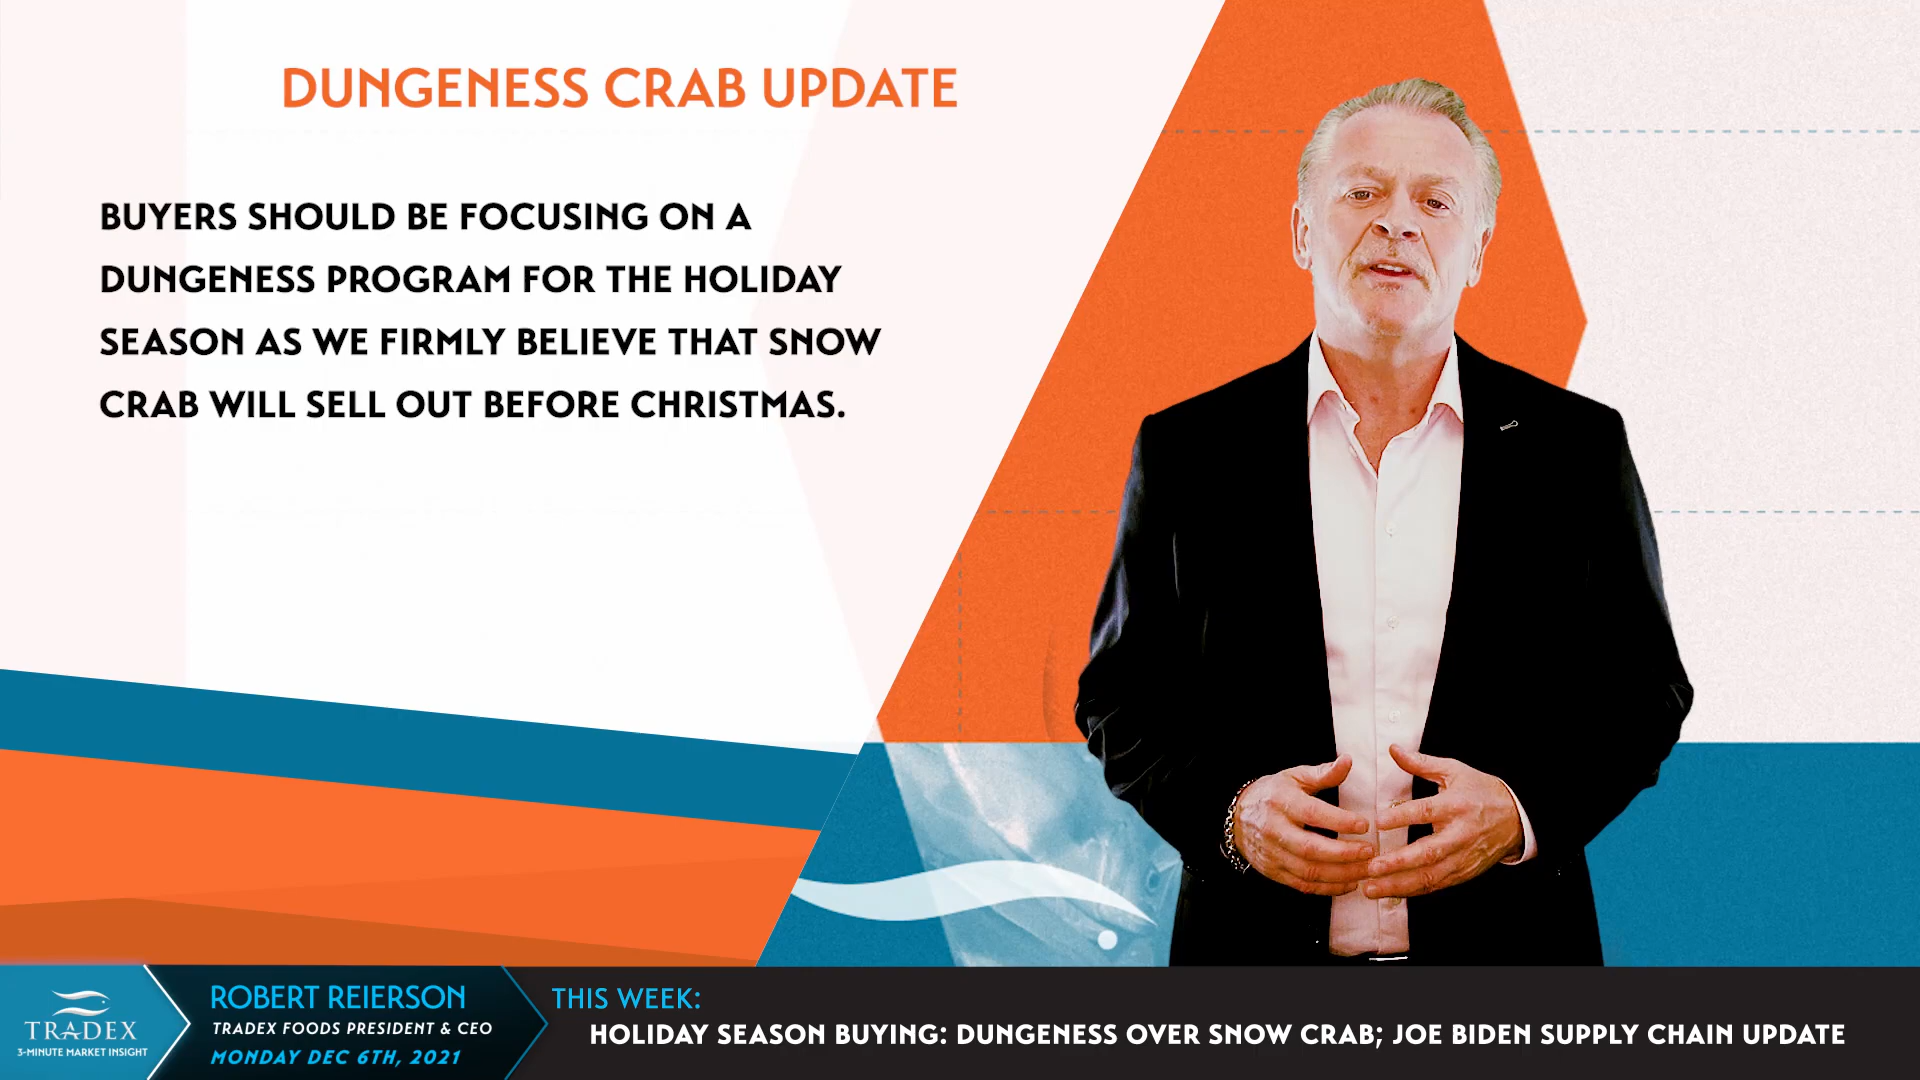 DUNGENESS CRAB UPDATE
BUYERS SHOULD BE FOCUSING ON A
DUNGENESS PROGRAM FOR THE HOLIDAY
SEASON AS WE FIRMLY BELIEVE THAT SNOW
CRAB WILL SELL OUT BEFORE CHRISTMAS.
TRADEX
3-MINUTE MARKET INSIGHT
ROBERT REIERSON
TRADEX FOODS PRESIDENT & CEO
MONDAY DEC 6TH, 2021
THIS WEEK:
HOLIDAY SEASON BUYING: DUNGENESS OVER SNOW CRAB; JOE BIDEN SUPPLY CHAIN UPDATE